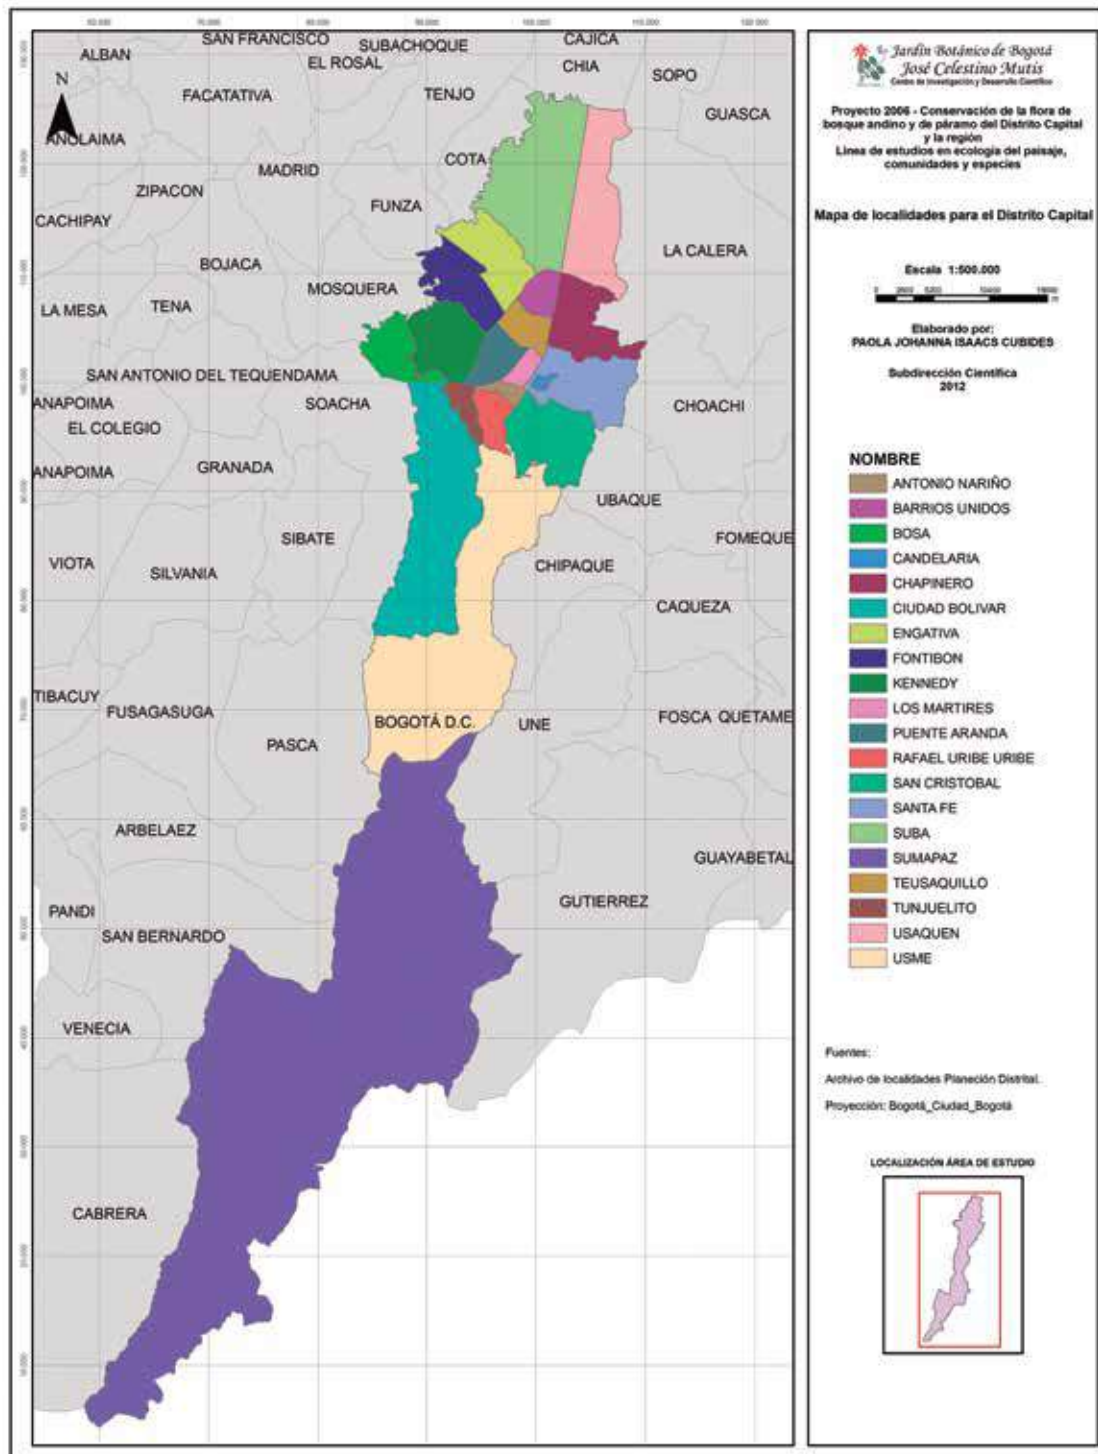 SAN FRANCISCO
SUBACHOQUE
CAJICA
ALBAN
EL ROSAL
CHIA
SOPO
N
FACATATIVA
TENJO
GUASCA
ANOLAIMA
COTA
MADRID
ZIPACON
FUNZA
CACHIPAY
LA CALERA
BOJACA
MOSQUERA
TENA
LA MESA
SAN ANTONIO DEL TEQUENDAMA
ANAPOIMA
SOACHA
CHOACHI
EL COLEGIO
ANAPOIMA
GRANADA
UBAQUE
SIBATE
FOMEQUE
VIOTA
SILVANIA
CHIPAQUE
CAQUEZA
TIBACUY
FUSAGASUGA
BOGOTÁ D.C.
UNE
FOSCA
QUETAME
PASCA
ARBELAEZ
GUAYABETAL
GUTIERREZ
PANDI
SAN BERNARDO
VENECIA
CABRERA
Jardín Botánico de Bogotá
José Celestino Mutis
Centro de Investigación y Desarrollo Científico
Proyecto 2006 - Conservación de la flora de
bosque andino y de páramo del Distrito Capital
y la región
Linea de estudios en ecología del paisaje,
comunidades y especies
Mapa de localidades para el Distrito Capital
Escala 1:500.000
Elaborado por:
PAOLA JOHANNA ISAACS CUBIDES
Subdirección Científica
2012
NOMBRE
ANTONIO NARIÑO
BARRIOS UNIDOS
BOSA
CANDELARIA
CHAPINERO
CIUDAD BOLIVAR
ENGATIVA
FONTIBON
KENNEDY
LOS MARTIRES
PUENTE ARANDA
RAFAEL URIBE URIBE
SAN CRISTOBAL
SANTA FE
SUBA
SUMAPAZ
TEUSAQUILLO
TUNJUELITO
USAQUEN
USME
Fuentes:
Archivo de localidades Planeción Distrital.
Proyección: Bogotá_Ciudad_Bogotá
LOCALIZACIÓN ÁREA DE ESTUDIO